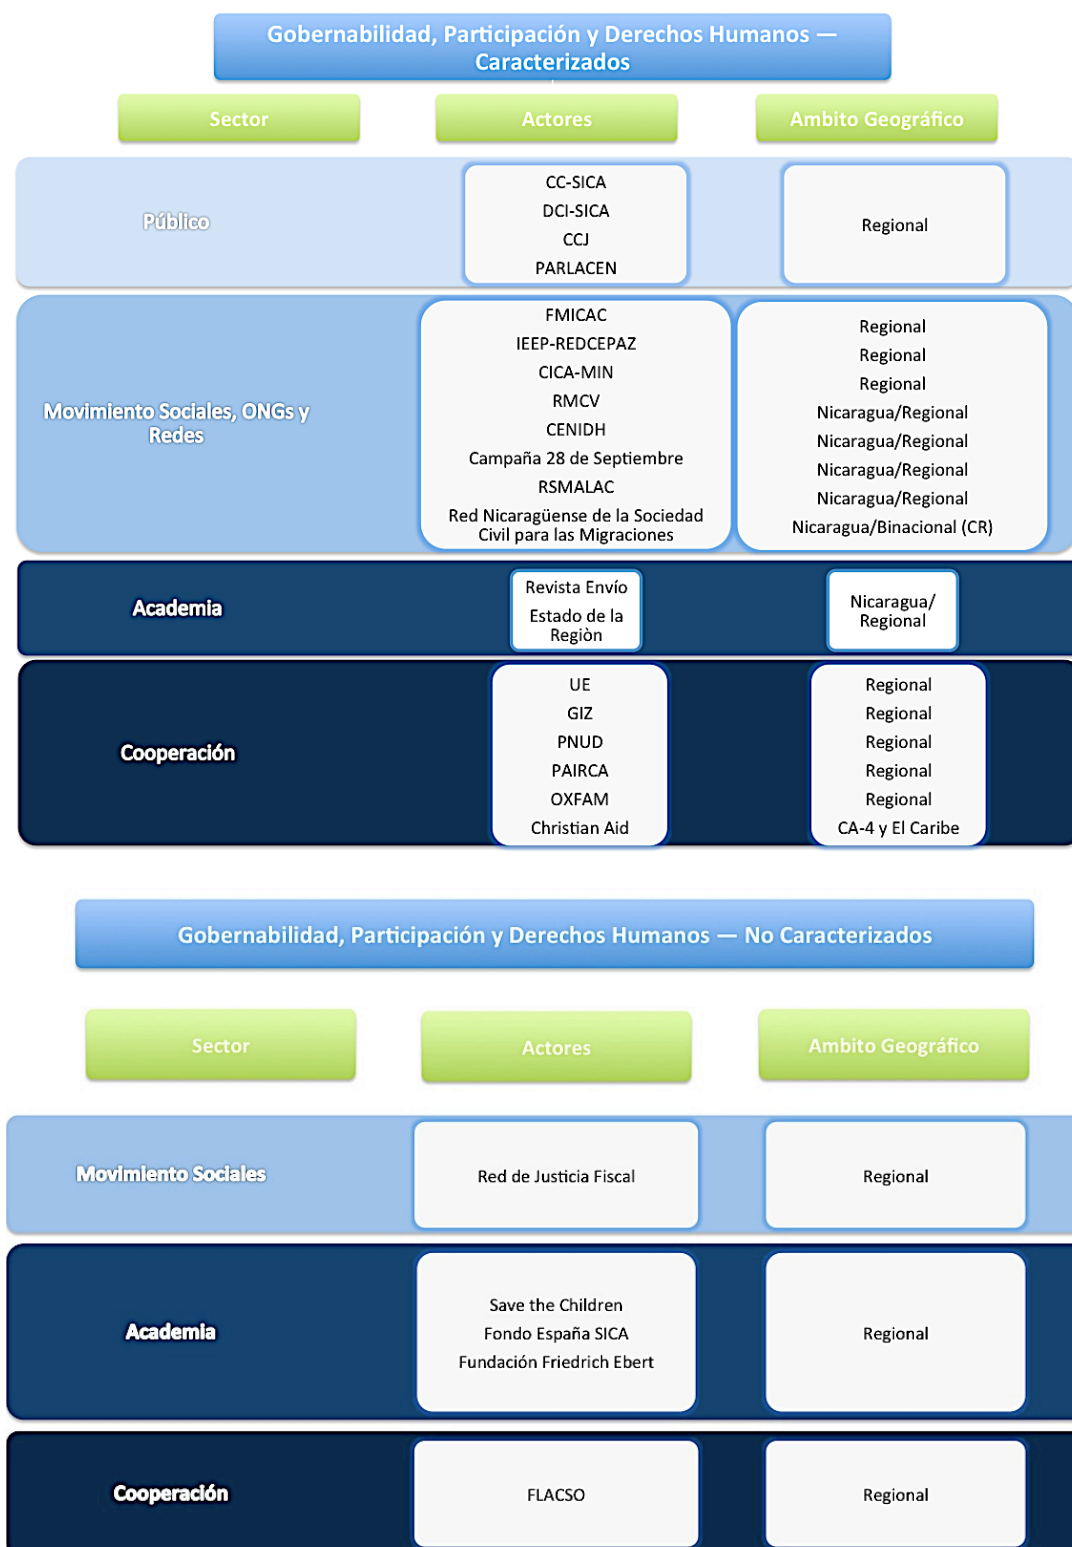 Gobernabilidad, Participación y Derechos Humanos —
Caracterizados
Sector
Actores
Ambito Geográfico
Público
CC-SICA
DCI-SICA
CCJ
PARLACEN
Regional
Movimiento Sociales, ONGs y
Redes
FMICAC
IEEP-REDCEPAZ
CICA-MIN
RMCV
CENIDH
Campaña 28 de Septiembre
RSMALAC
Red Nicaragüense de la Sociedad
Civil para las Migraciones
Regional
Regional
Regional
Nicaragua/Regional
Nicaragua/Regional
Nicaragua/Regional
Nicaragua/Regional
Nicaragua/Binacional (CR)
Academia
Revista Envío
Estado de la
Regiòn
Nicaragua/
Regional
Cooperación
UE
GIZ
PNUD
PAIRCA
OXFAM
Christian Aid
Regional
Regional
Regional
Regional
Regional
CA-4 y El Caribe
Gobernabilidad, Participación y Derechos Humanos — No Caracterizados
Sector
Actores
Ambito Geográfico
Movimiento Sociales
Red de Justicia Fiscal
Regional
Academia
Save the Children
Fondo España SICA
Fundación Friedrich Ebert
Regional
Cooperación
FLACSO
Regional